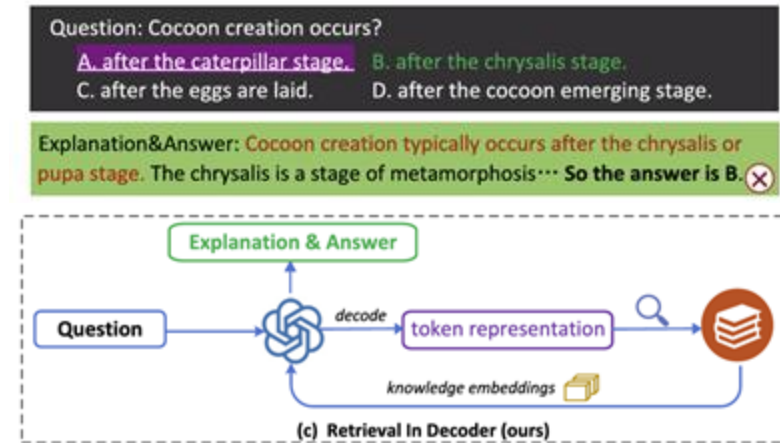 Question: Cocoon creation occurs?
A. after the caterpillar stage. B. after the chrysalis stage.
C. after the eggs are laid. D. after the cocoon emerging stage.
Explanation&Answer: Cocoon creation typically occurs after the chrysalis or
pupa stage. The chrysalis is a stage of metamorphosis··· So the answer is B.
Explanation & Answer
Question
decode
token representation
knowledge embeddings
(c) Retrieval In Decoder (ours)